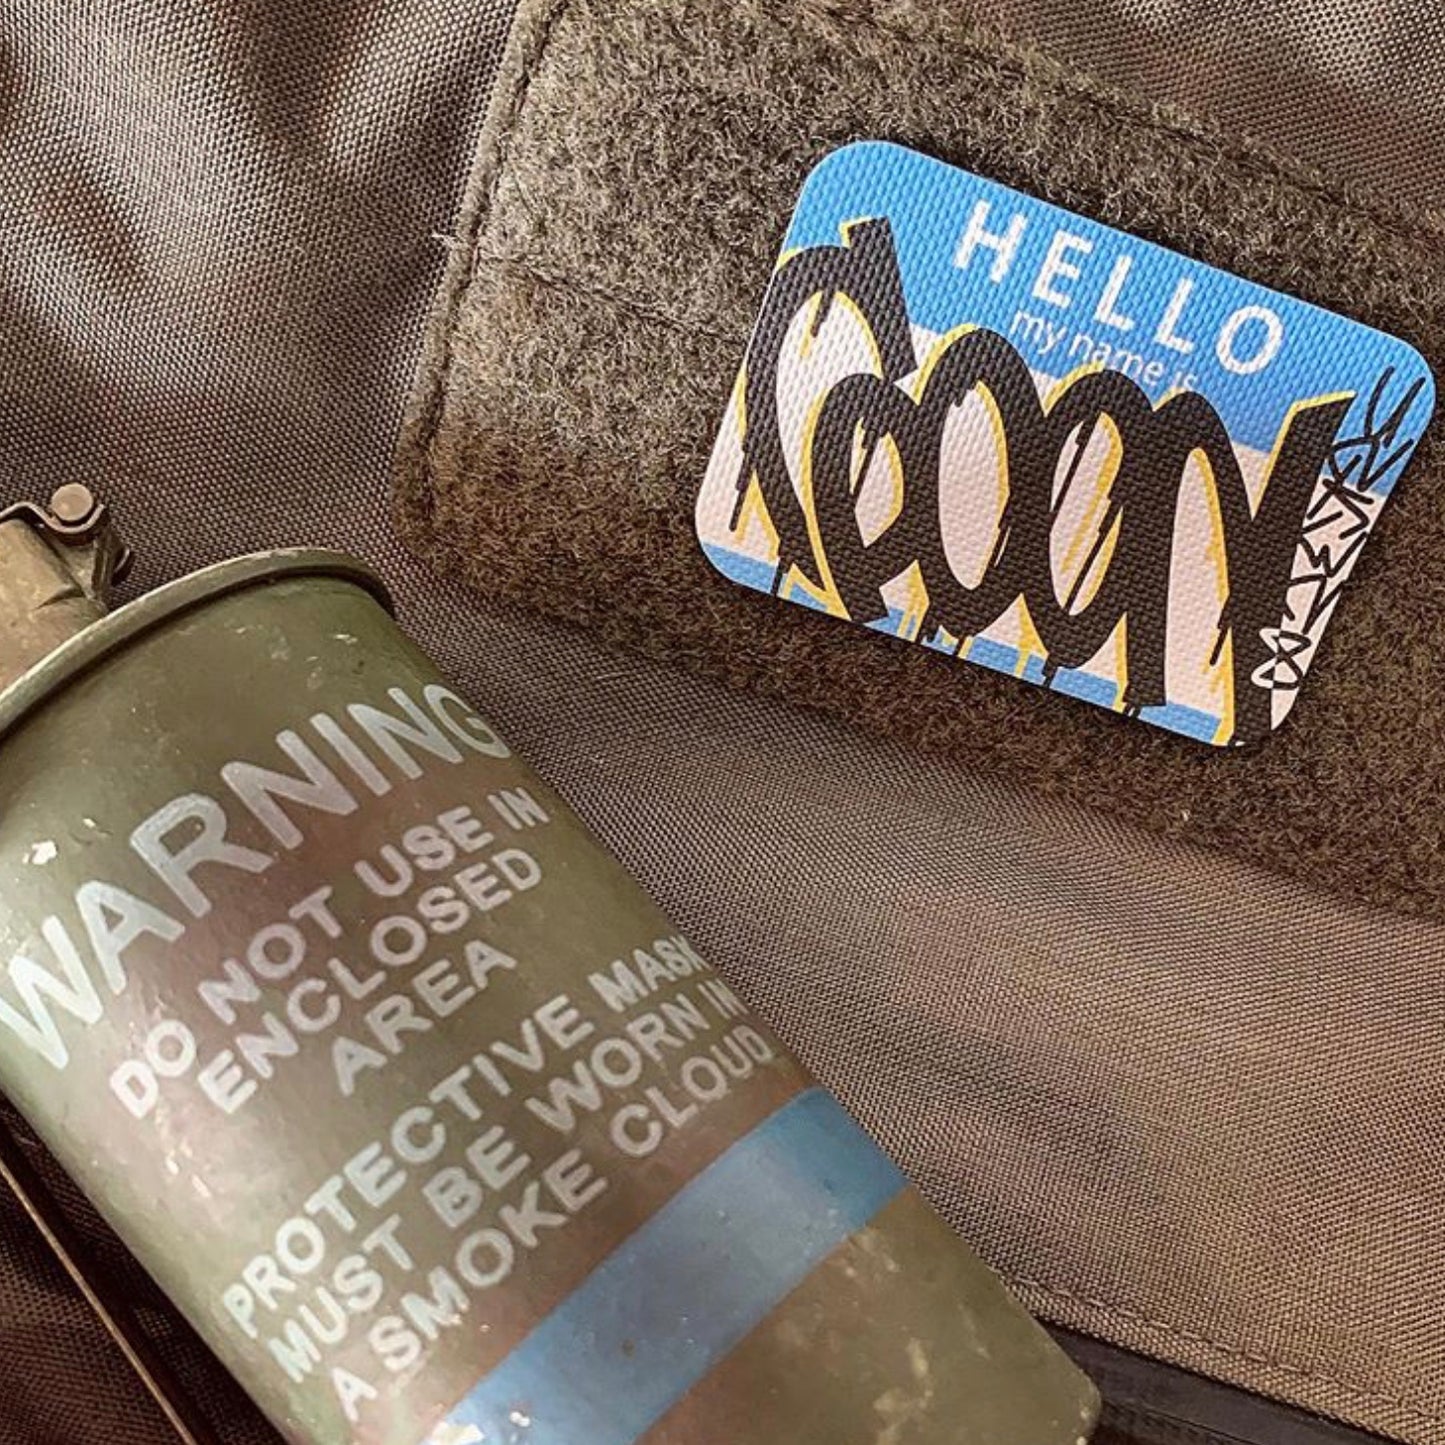 HELLO
my name is
WARNING
DO NOT USE IN
ENCLOSED
AREA
PROTECTIVE MASK
MUST BE WORN IN
A SMOKE CLOUD